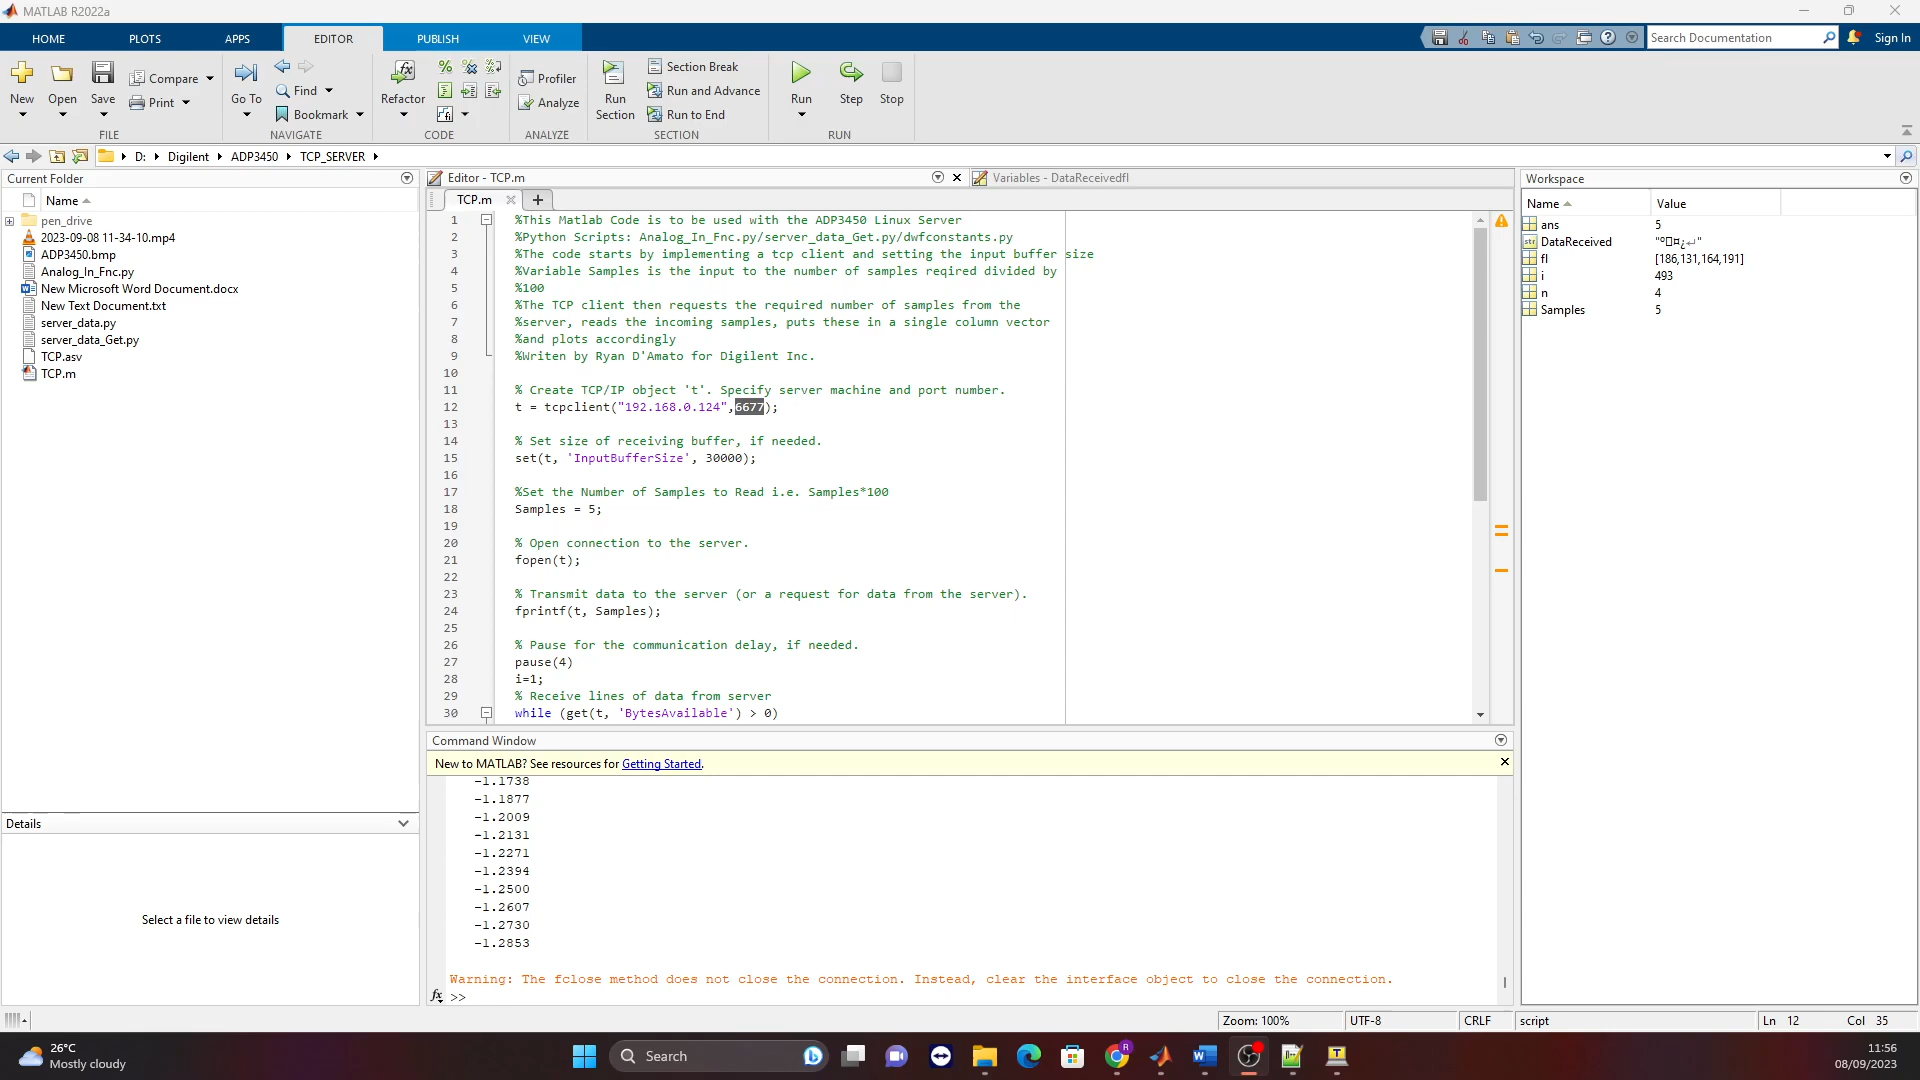 MATLAB R2022a
HOME PLOTS APPS EDITOR PUBLISH VIEW
Search Documentation
Sign In
New Open Save Compare Print
FILE
Go To Find Bookmark
NAVIGATE
Refactor
CODE
Profiler
Analyze
ANALYZE
Run Section
Section Break
Run and Advance
Run to End
SECTION
Run Step Stop
RUN
D: Digilent ADP3450 TCP_SERVER
Current Folder
Name
pen_drive
2023-09-08 11-34-10.mp4
ADP3450.bmp
Analog_In_Fnc.py
New Microsoft Word Document.docx
New Text Document.txt
server_data.py
server_data_Get.py
TCP.asv
TCP.m
Details
Select a file to view details
Editor - TCP.m
Variables - DataReceivedfl
TCP.m
1 %This Matlab Code is to be used with the ADP3450 Linux Server
2 %Python Scripts: Analog_In_Fnc.py/server_data_Get.py/dwfconstants.py
3 %The code starts by implementing a tcp client and setting the input buffer size
4 %Variable Samples is the input to the number of samples reqired divided by
5 %100
6 %The TCP client then requests the required number of samples from the
7 %server, reads the incoming samples, puts these in a single column vector
8 %and plots accordingly
9 %Writen by Ryan D'Amato for Digilent Inc.
10
11 % Create TCP/IP object 't'. Specify server machine and port number.
12 t = tcpclient("192.168.0.124",6677);
13
14 % Set size of receiving buffer, if needed.
15 set(t, 'InputBufferSize', 30000);
16
17 %Set the Number of Samples to Read i.e. Samples*100
18 Samples = 5;
19
20 % Open connection to the server.
21 fopen(t);
22
23 % Transmit data to the server (or a request for data from the server).
24 fprintf(t, Samples);
25
26 % Pause for the communication delay, if needed.
27 pause(4)
28 i=1;
29 % Receive lines of data from server
30 while (get(t, 'BytesAvailable') > 0)
Command Window
New to MATLAB? See resources for Getting Started.
-1.1738
-1.1877
-1.2009
-1.2131
-1.2271
-1.2394
-1.2500
-1.2607
-1.2730
-1.2853
Warning: The fclose method does not close the connection. Instead, clear the interface object to close the connection.
fx >>
Workspace
Name Value
ans 5
DataReceived
fl [186,131,164,191]
i 493
n 4
Samples 5
Zoom: 100% UTF-8 CRLF script Ln 12 Col 35
26°C
Mostly cloudy
Search
11:56
08/09/2023